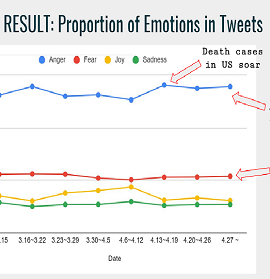 RESULT: Proportion of Emotions in Tweets
Death cases
in US soar
Anger Fear Joy Sadness
.15 3.16~3.22 3.23~3.29 3.30~4.5 4.6~4.12 4.13~4.19 4.20~4.26 4.27 ~
Date